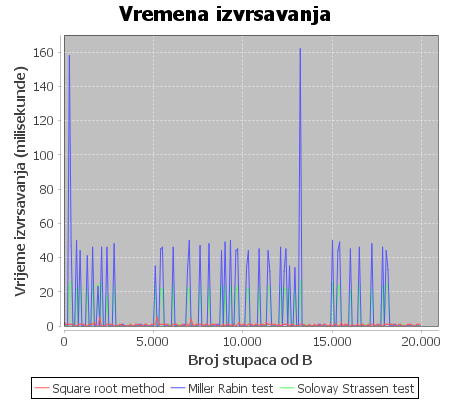 Vremena izvrsavanja
Vrijeme izvrsavanja (milisekunde)
160
140
120
100
80
60
40
20
0
0
5.000
10.000
15.000
20.000
Broj stupaca od B
Square root method
Miller Rabin test
Solovay Strassen test